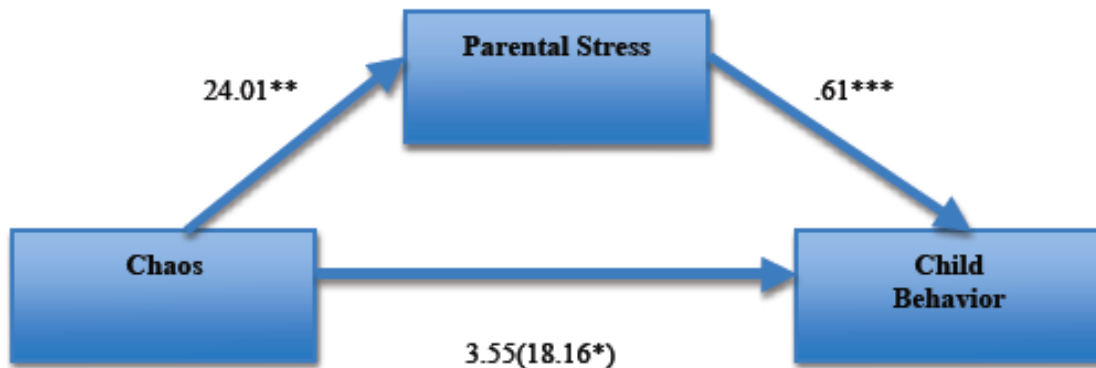 Parental Stress
24.01**
.61***
Chaos
Child
Behavior
3.55(18.16*)